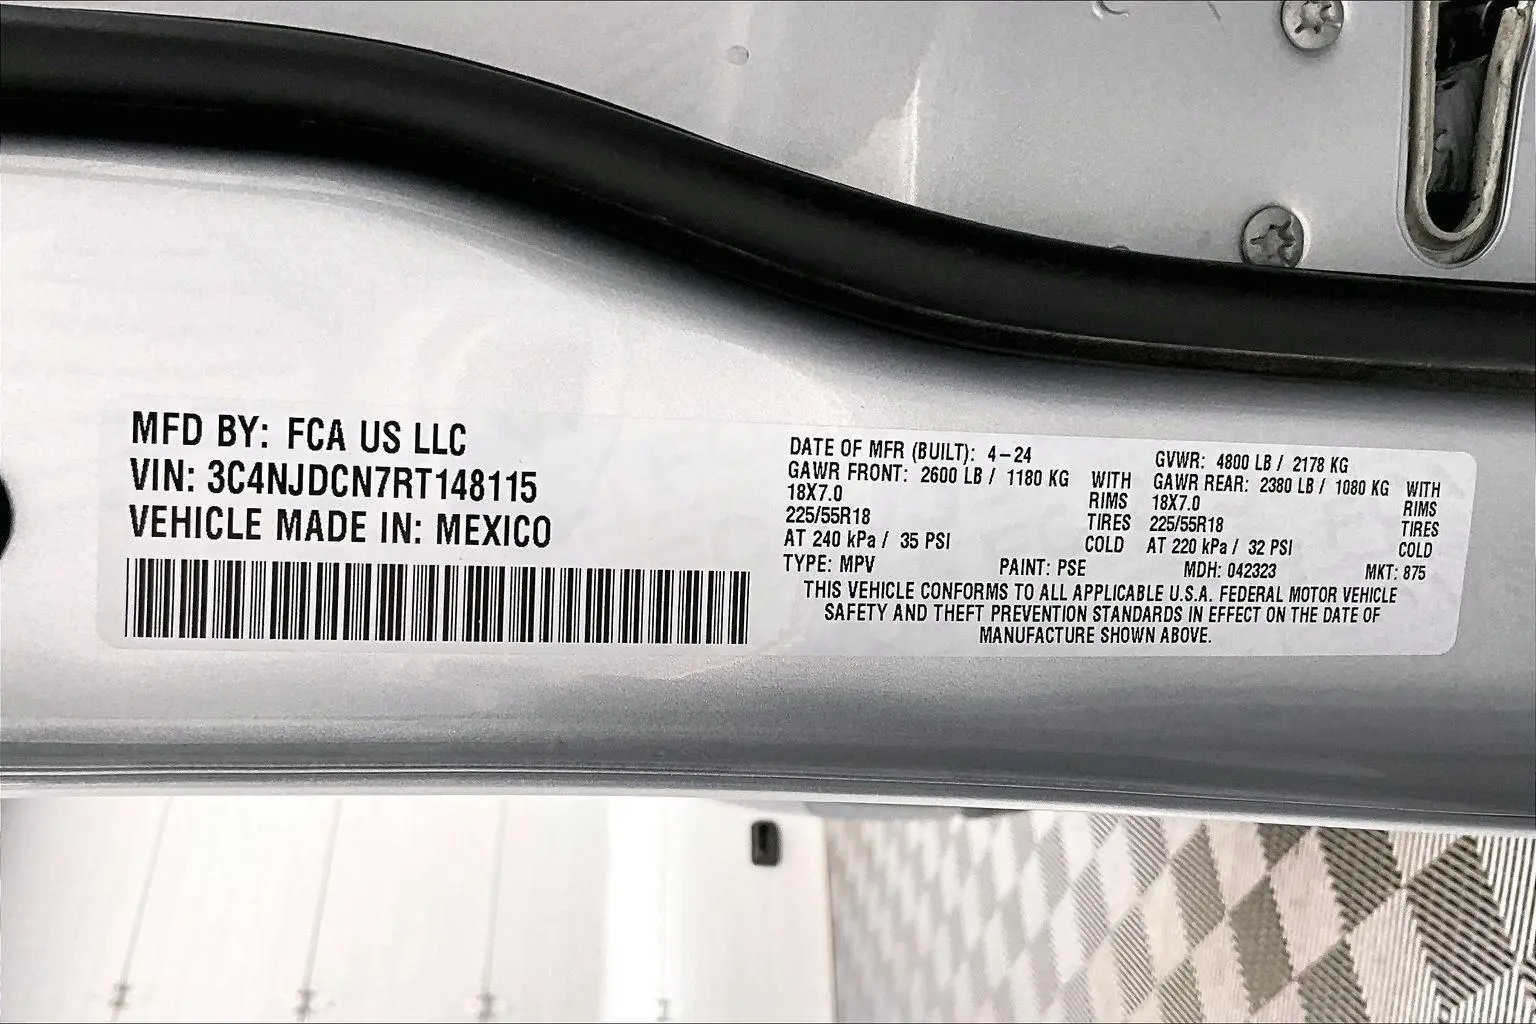 MFD BY: FCA US LLC
VIN: 3C4NJDCN7RT148115
VEHICLE MADE IN: MEXICO
DATE OF MFR (BUILT): 4-24
GAWR FRONT: 2600 LB / 1180 KG WITH
18X7.0 RIMS
225/55R18 TIRES
AT 240 kPa / 35 PSI COLD
GVWR: 4800 LB / 2178 KG
GAWR REAR: 2380 LB / 1080 KG WITH
18X7.0 RIMS
225/55R18 TIRES
AT 220 kPa / 32 PSI COLD
TYPE: MPV PAINT: PSE MDH: 042323 MKT: 875
THIS VEHICLE CONFORMS TO ALL APPLICABLE U.S.A. FEDERAL MOTOR VEHICLE
SAFETY AND THEFT PREVENTION STANDARDS IN EFFECT ON THE DATE OF
MANUFACTURE SHOWN ABOVE.